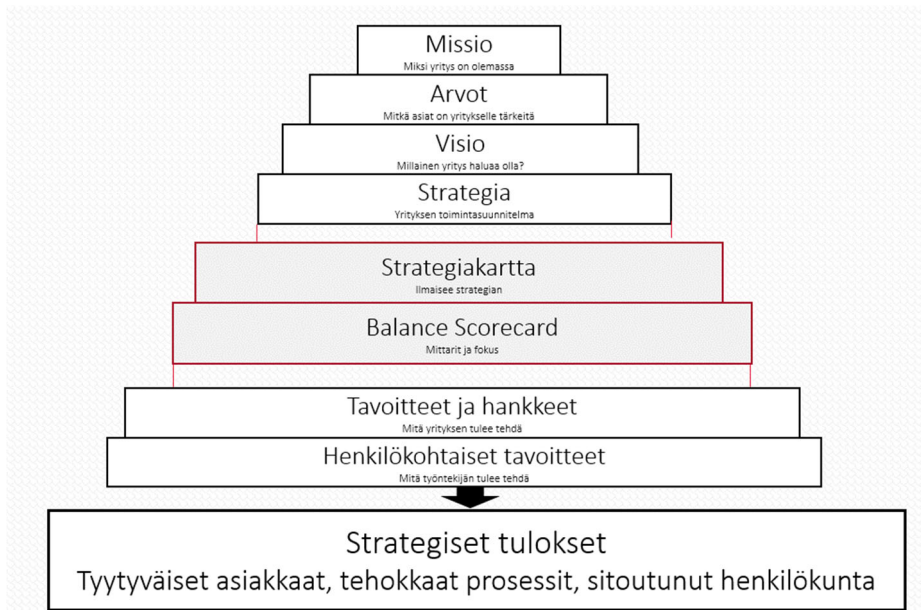 Missio
Miksi yritys on olemassa
Arvot
Mitkä asiat on yritykselle tärkeitä
Visio
Millainen yritys haluaa olla?
Strategia
Yrityksen toimintasuunnitelma
Strategiakartta
Ilmaisee strategian
Balance Scorecard
Mittarit ja fokus
Tavoitteet ja hankkeet
Mitä yrityksen tulee tehdä
Henkilökohtaiset tavoitteet
Mitä työntekijän tulee tehdä
Strategiset tulokset
Tyytyväiset asiakkaat, tehokkaat prosessit, sitoutunut henkilökunta